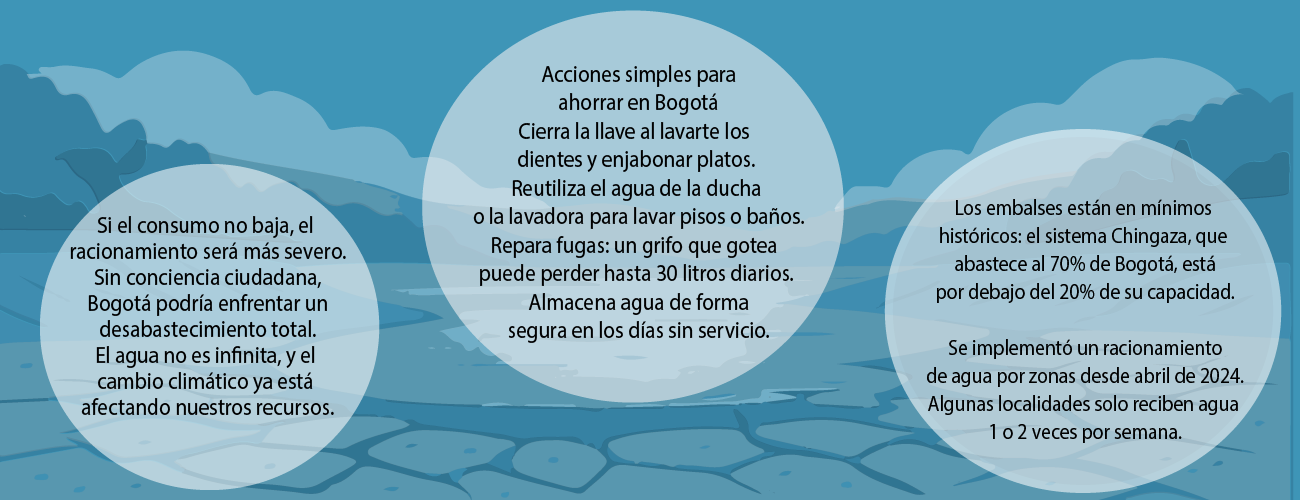 Si el consumo no baja, el
racionamiento será más severo.
Sin conciencia ciudadana,
Bogotá podría enfrentar un
desabastecimiento total.
El agua no es infinita, y el
cambio climático ya está
afectando nuestros recursos.
Acciones simples para
ahorrar en Bogotá
Cierra la llave al lavarte los
dientes y enjabonar platos.
Reutiliza el agua de la ducha
o la lavadora para lavar pisos o baños.
Repara fugas: un grifo que gotea
puede perder hasta 30 litros diarios.
Almacena agua de forma
segura en los días sin servicio.
Los embalses están en mínimos
históricos: el sistema Chingaza, que
abastece al 70% de Bogotá, está
por debajo del 20% de su capacidad.
Se implementó un racionamiento
de agua por zonas desde abril de 2024.
Algunas localidades solo reciben agua
1 o 2 veces por semana.